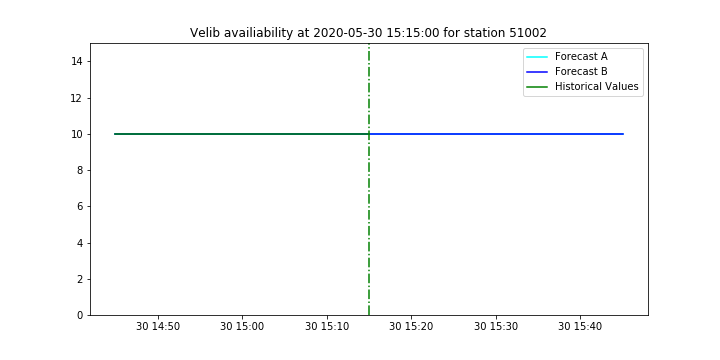 Velib availiability at 2020-05-30 15:15:00 for station 51002
Forecast A
Forecast B
Historical Values
14
12
10
8
6
4
2
0
30 14:50 30 15:00 30 15:10 30 15:20 30 15:30 30 15:40